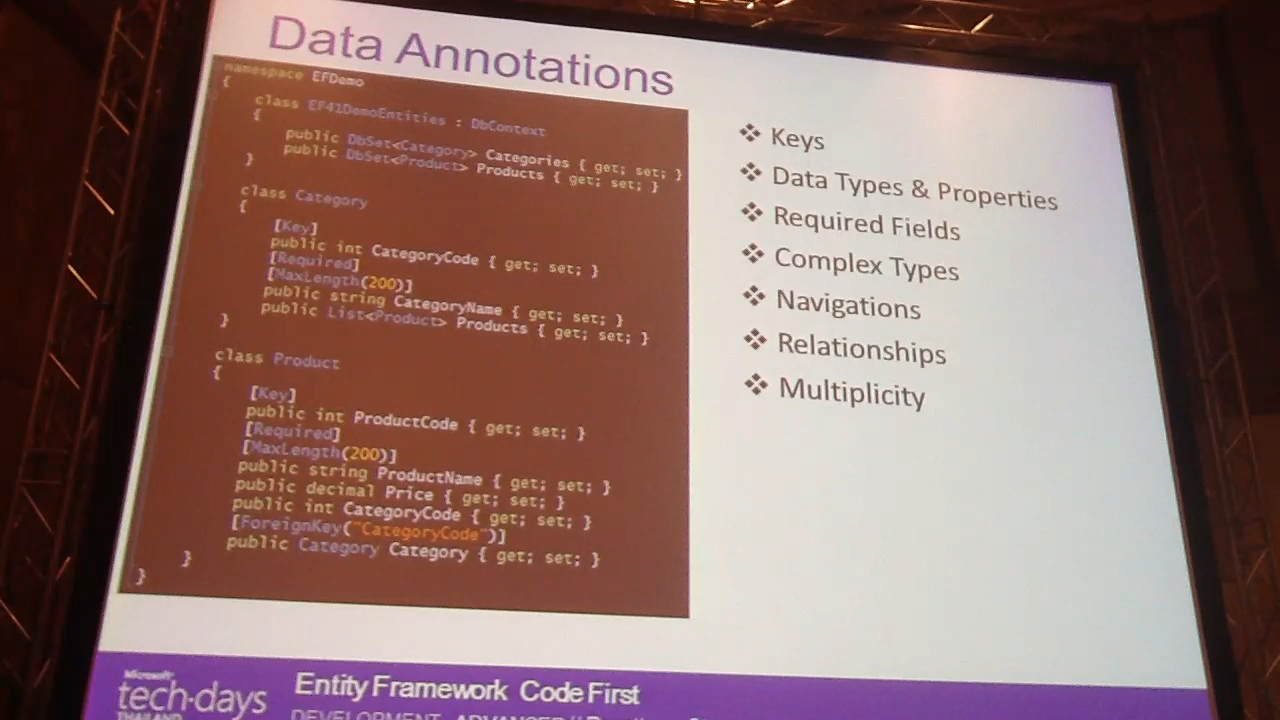 Data Annotations
namespace EFDemo
{
class EF41DemoEntities : DbContext
{
public DbSet<Category> Categories { get; set; }
public DbSet<Product> Products { get; set; }
}
class Category
{
[Key]
public int CategoryCode { get; set; }
[Required]
[MaxLength(200)]
public string CategoryName { get; set; }
public List<Product> Products { get; set; }
}
class Product
{
[Key]
public int ProductCode { get; set; }
[Required]
[MaxLength(200)]
public string ProductName { get; set; }
public decimal Price { get; set; }
public int CategoryCode { get; set; }
[ForeignKey("CategoryCode")]
public Category Category { get; set; }
}
}
❖ Keys
❖ Data Types & Properties
❖ Required Fields
❖ Complex Types
❖ Navigations
❖ Relationships
❖ Multiplicity
Microsoft
tech·days
THAILAND
Entity Framework Code First
DEVELOPMENT ADVANCED //